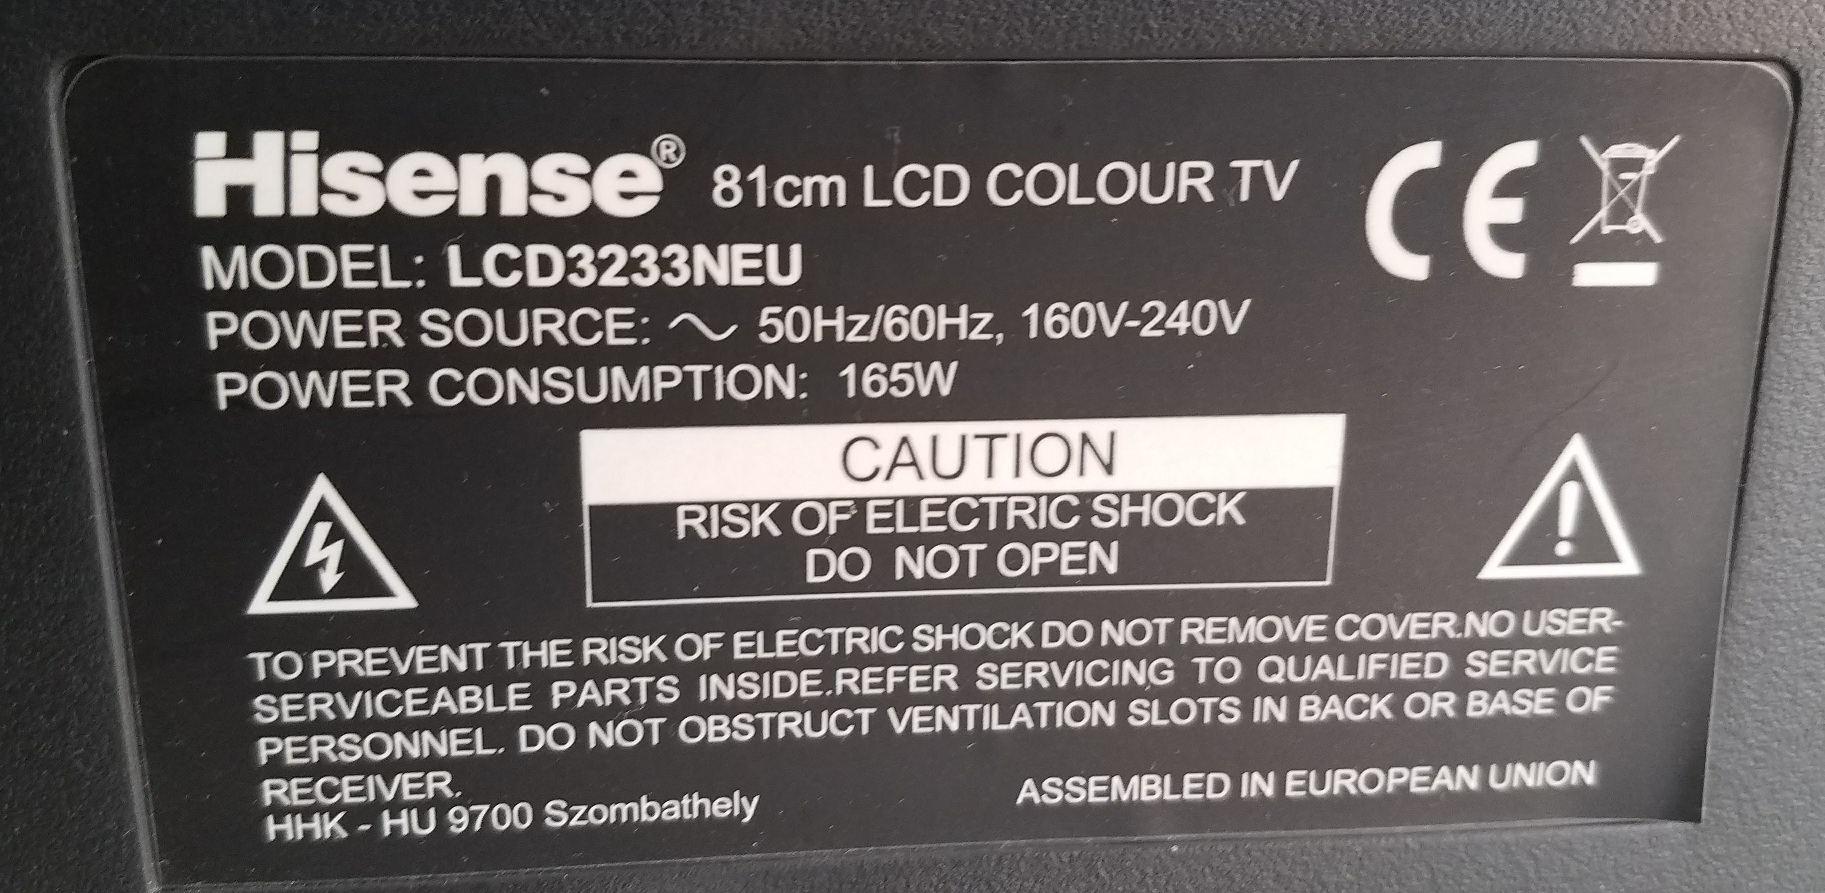 Hisense® 81cm LCD COLOUR TV CE
MODEL: LCD3233NEU
POWER SOURCE: ～ 50Hz/60Hz, 160V-240V
POWER CONSUMPTION: 165W
CAUTION
RISK OF ELECTRIC SHOCK
DO NOT OPEN
TO PREVENT THE RISK OF ELECTRIC SHOCK DO NOT REMOVE COVER.NO USER-
SERVICEABLE PARTS INSIDE.REFER SERVICING TO QUALIFIED SERVICE
PERSONNEL. DO NOT OBSTRUCT VENTILATION SLOTS IN BACK OR BASE OF
RECEIVER.
HHK - HU 9700 Szombathely
ASSEMBLED IN EUROPEAN UNION